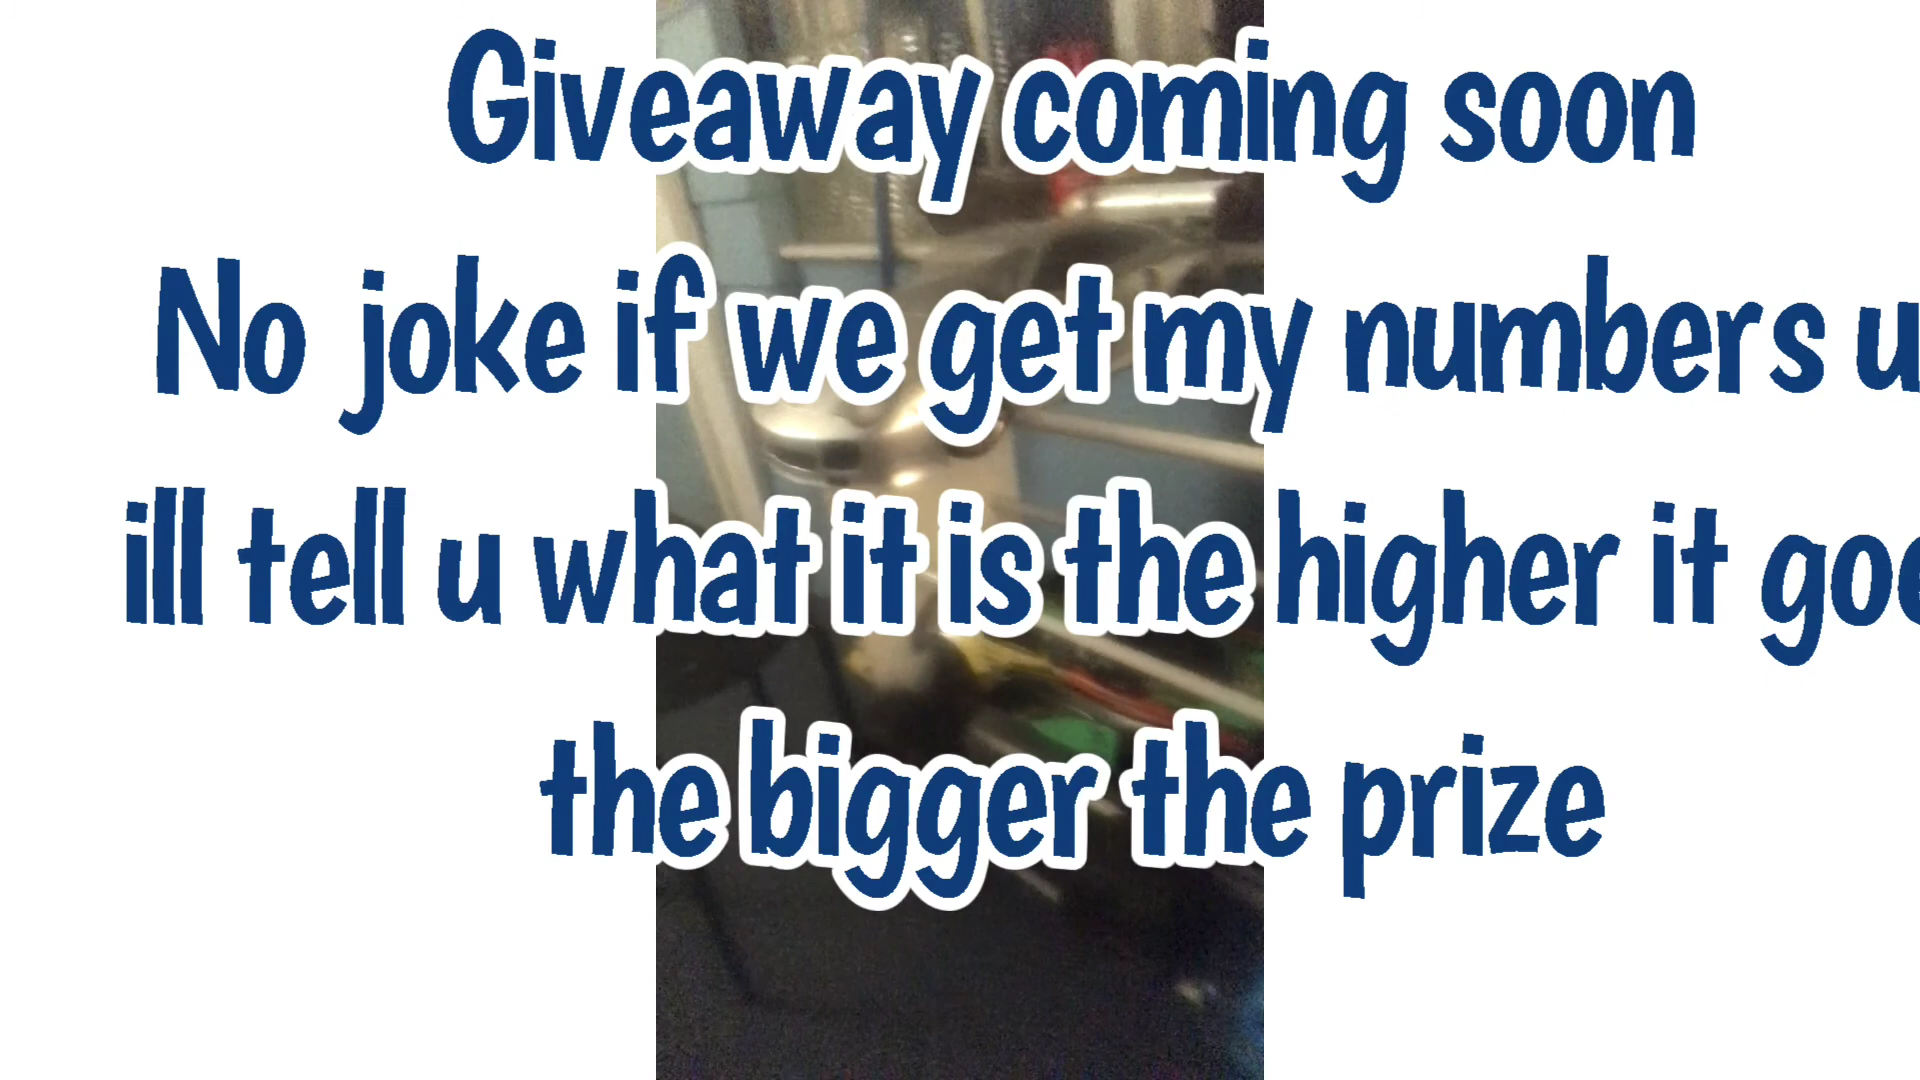 Giveaway coming soon
No joke if we get my numbers u
ill tell u what it is the higher it goe
the bigger the prize